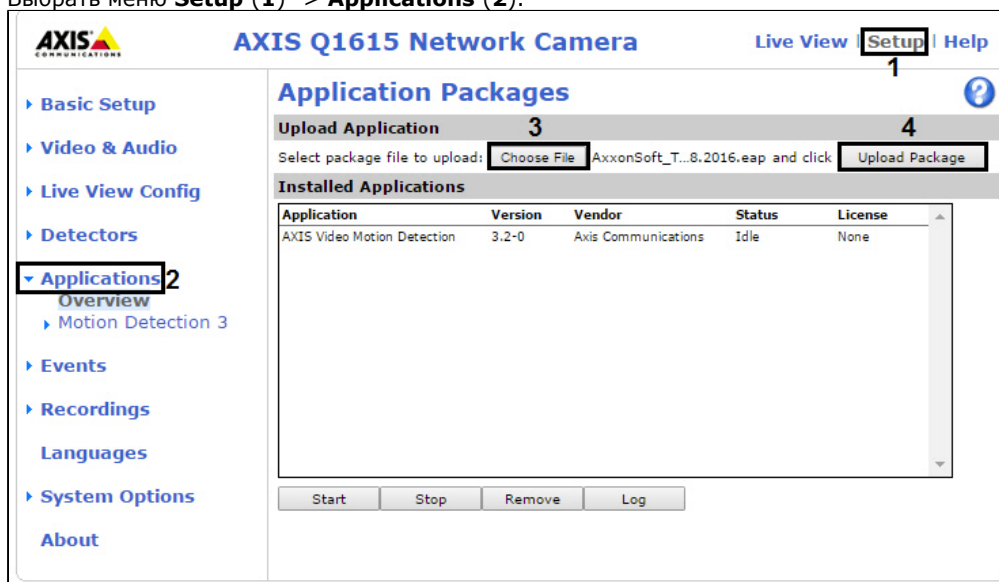 Выбрать меню Setup (1) -> Applications (2).
AXIS
COMMUNICATIONS
AXIS Q1615 Network Camera
Live View | Setup | Help
1
Basic Setup
Video & Audio
Live View Config
Detectors
Applications 2
Overview
Motion Detection 3
Events
Recordings
Languages
System Options
About
Application Packages
Upload Application 3 4
Select package file to upload: Choose File AxxonSoft_T...8.2016.eap and click Upload Package
Installed Applications
Application Version Vendor Status License
AXIS Video Motion Detection 3.2-0 Axis Communications Idle None
Start Stop Remove Log